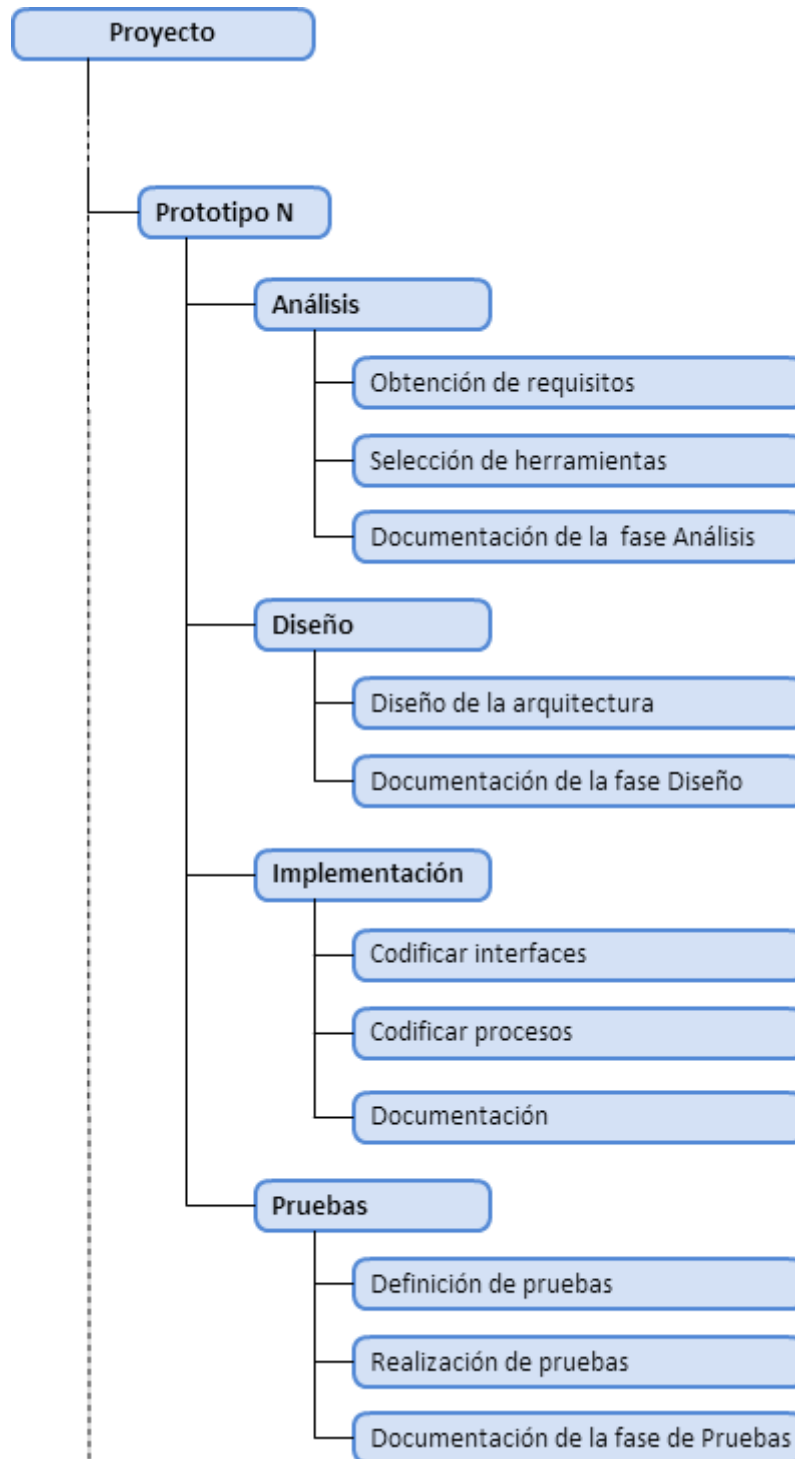 Proyecto
Prototipo N
Análisis
Obtención de requisitos
Selección de herramientas
Documentación de la  fase Análisis
Diseño
Diseño de la arquitectura
Documentación de la fase Diseño
Implementación
Codificar interfaces
Codificar procesos
Documentación
Pruebas
Definición de pruebas
Realización de pruebas
Documentación de la fase de Pruebas